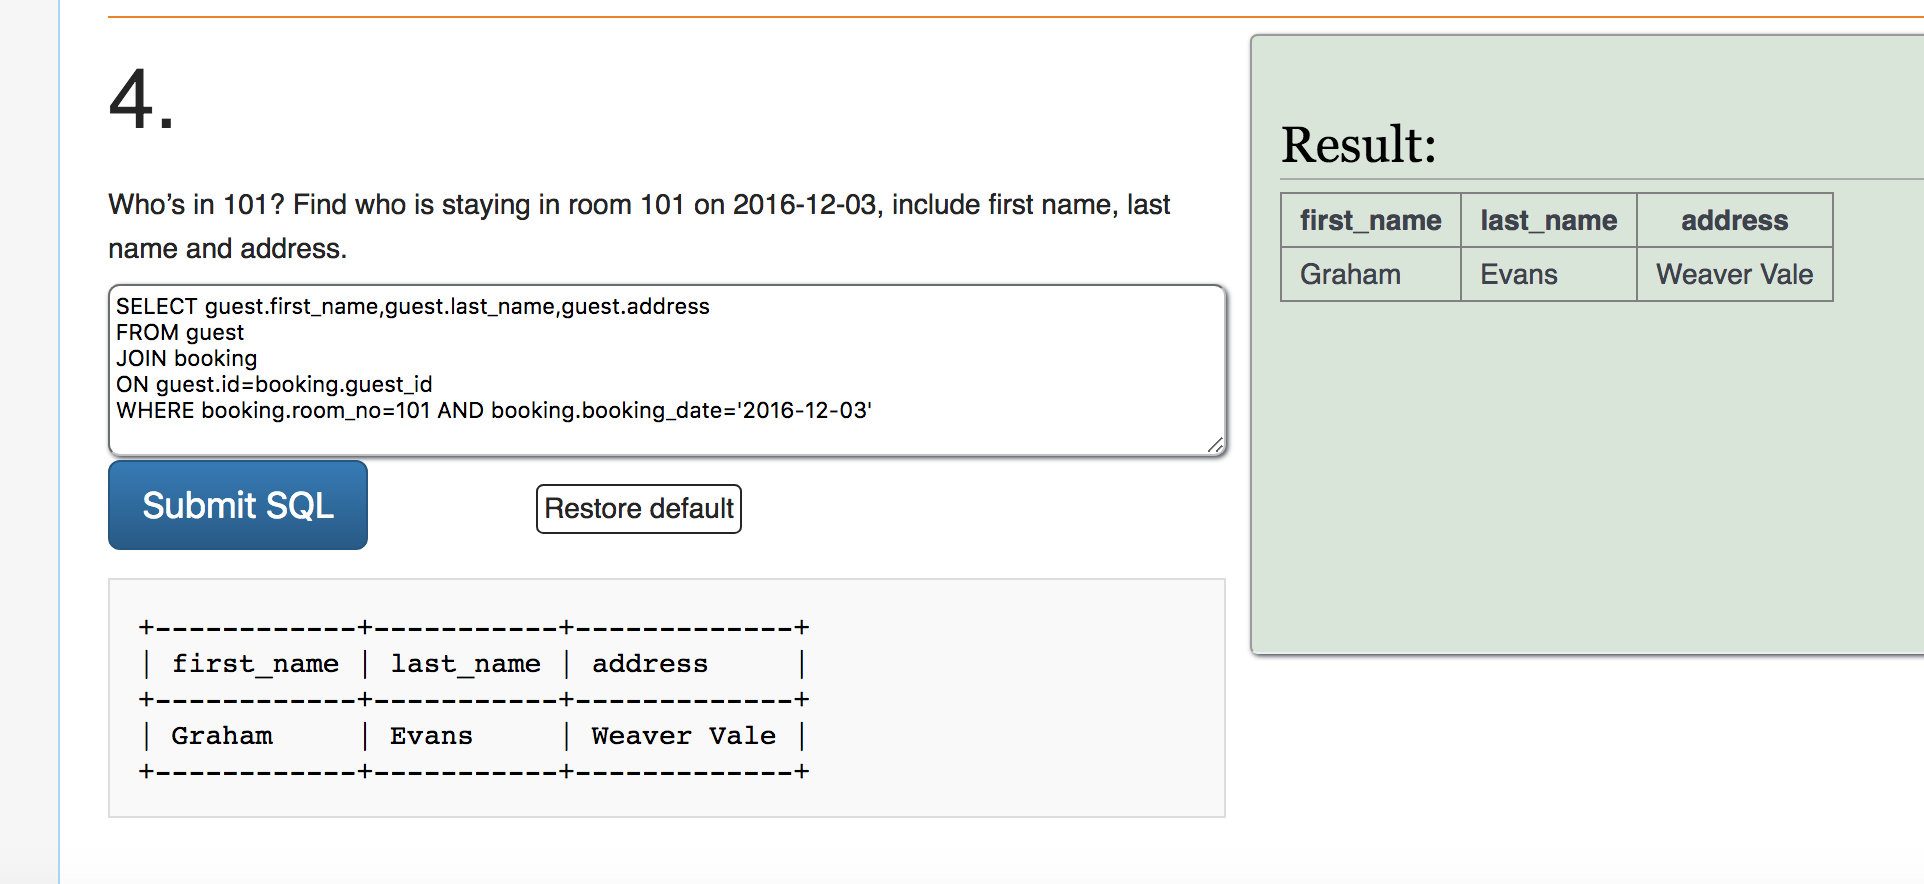 4.
Who’s in 101? Find who is staying in room 101 on 2016-12-03, include first name, last
name and address.
SELECT guest.first_name,guest.last_name,guest.address
FROM guest
JOIN booking
ON guest.id=booking.guest_id
WHERE booking.room_no=101 AND booking.booking_date='2016-12-03'
Submit SQL
Restore default
+------------+-----------+-------------+
| first_name | last_name | address     |
+------------+-----------+-------------+
| Graham     | Evans     | Weaver Vale |
+------------+-----------+-------------+
Result:
first_name last_name address
Graham Evans Weaver Vale